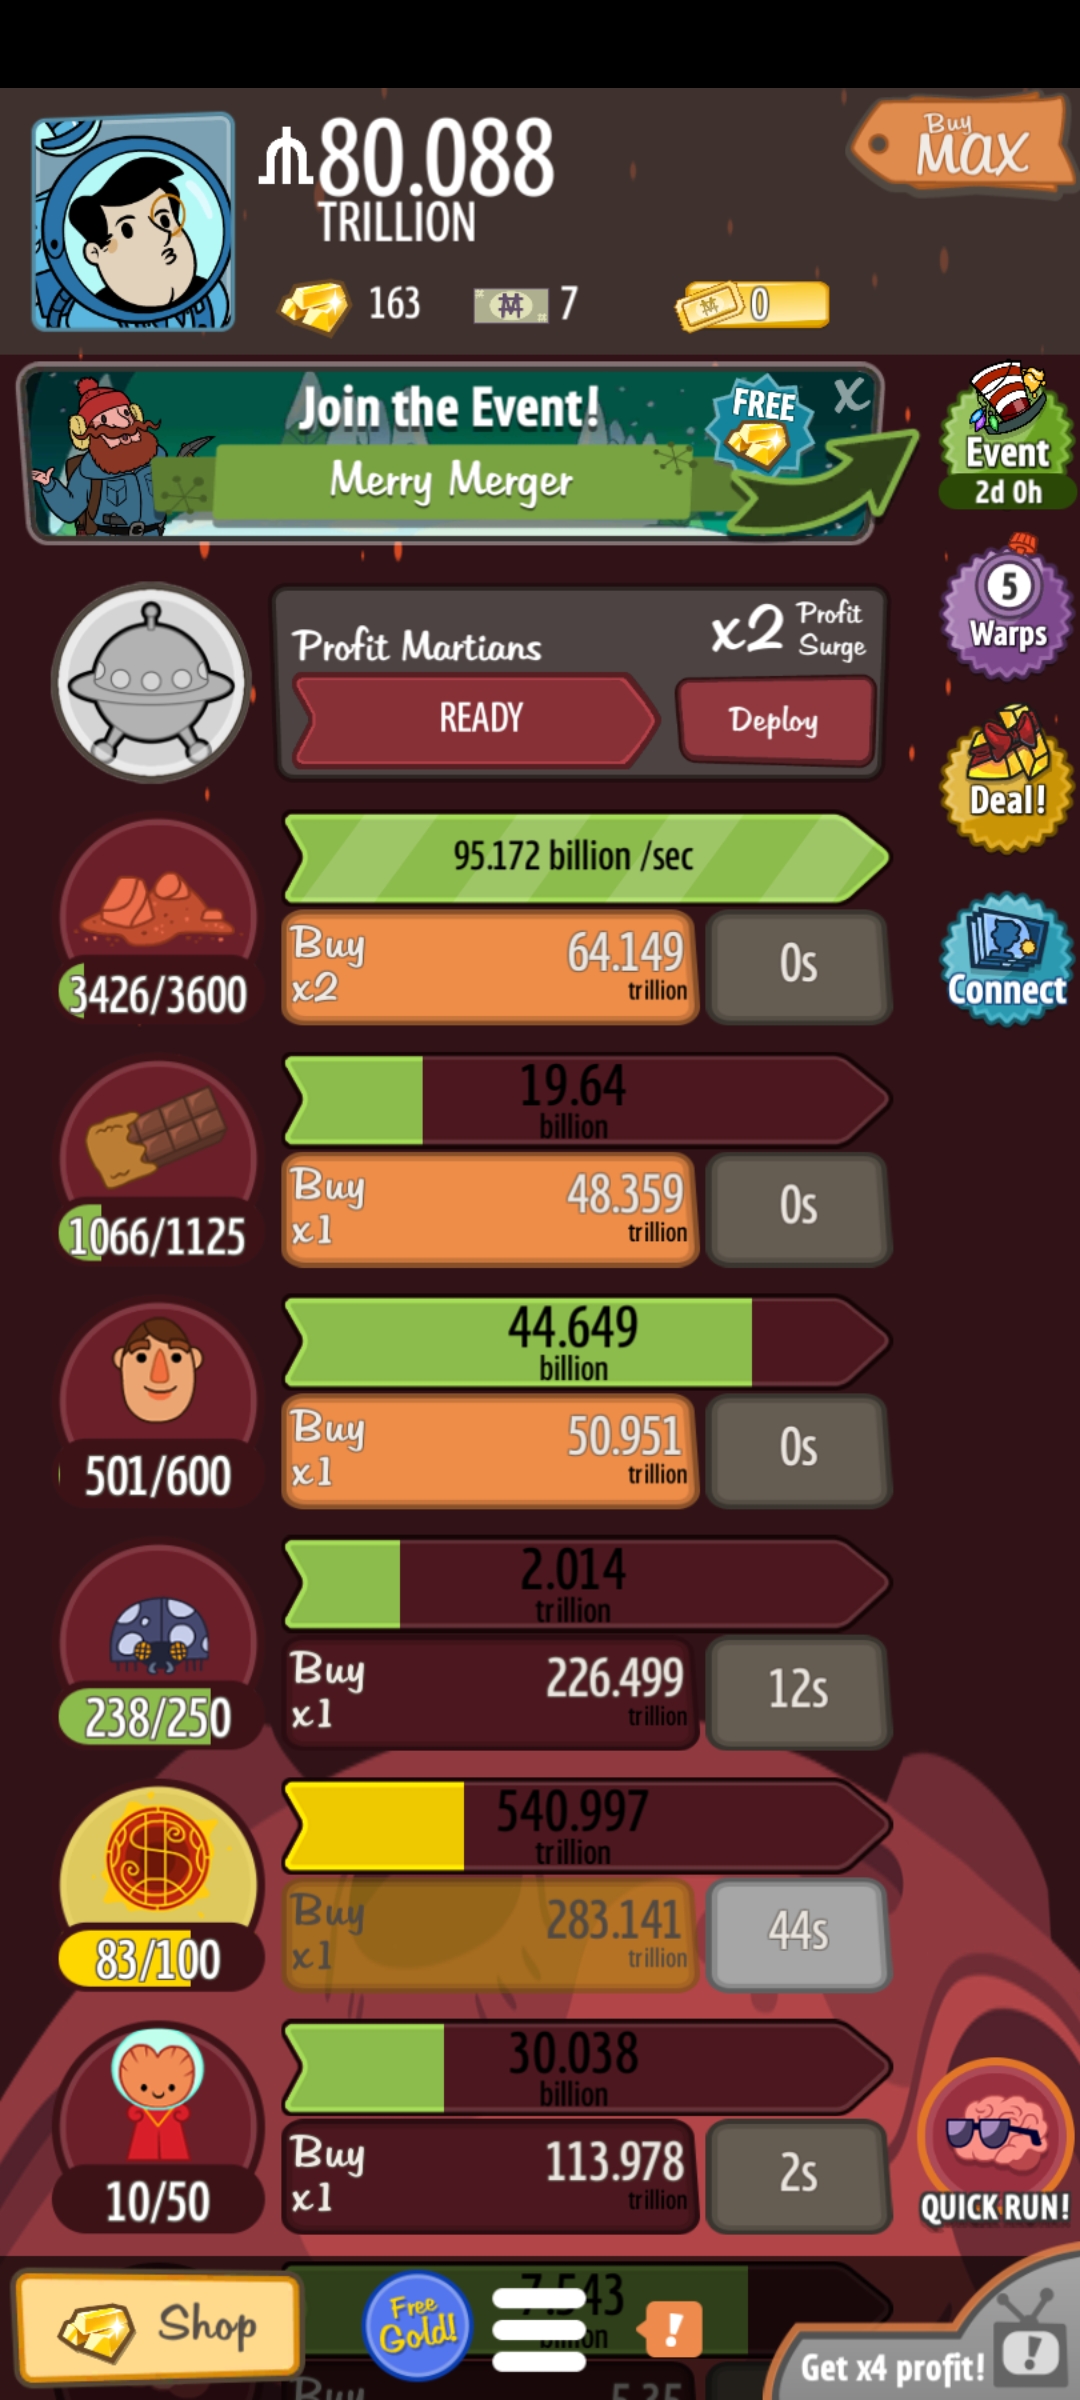 80.088
TRILLION
Buy
MAX
163
7
0
Join the Event!
FREE
X
Merry Merger
Event
2d 0h
5
Warps
Profit Martians
x2 Profit
Surge
READY
Deploy
Deal!
95.172 billion /sec
Buy
x2
64.149
trillion
0s
3426/3600
Connect
19.64
billion
Buy
x1
48.359
trillion
0s
1066/1125
44.649
billion
Buy
x1
50.951
trillion
0s
501/600
2.014
trillion
Buy
x1
226.499
trillion
12s
238/250
540.997
trillion
Buy
x1
283.141
trillion
44s
83/100
30.038
billion
Buy
x1
113.978
trillion
2s
10/50
QUICK RUN!
Shop
Free
Gold!
!
Get x4 profit!
!
Buy